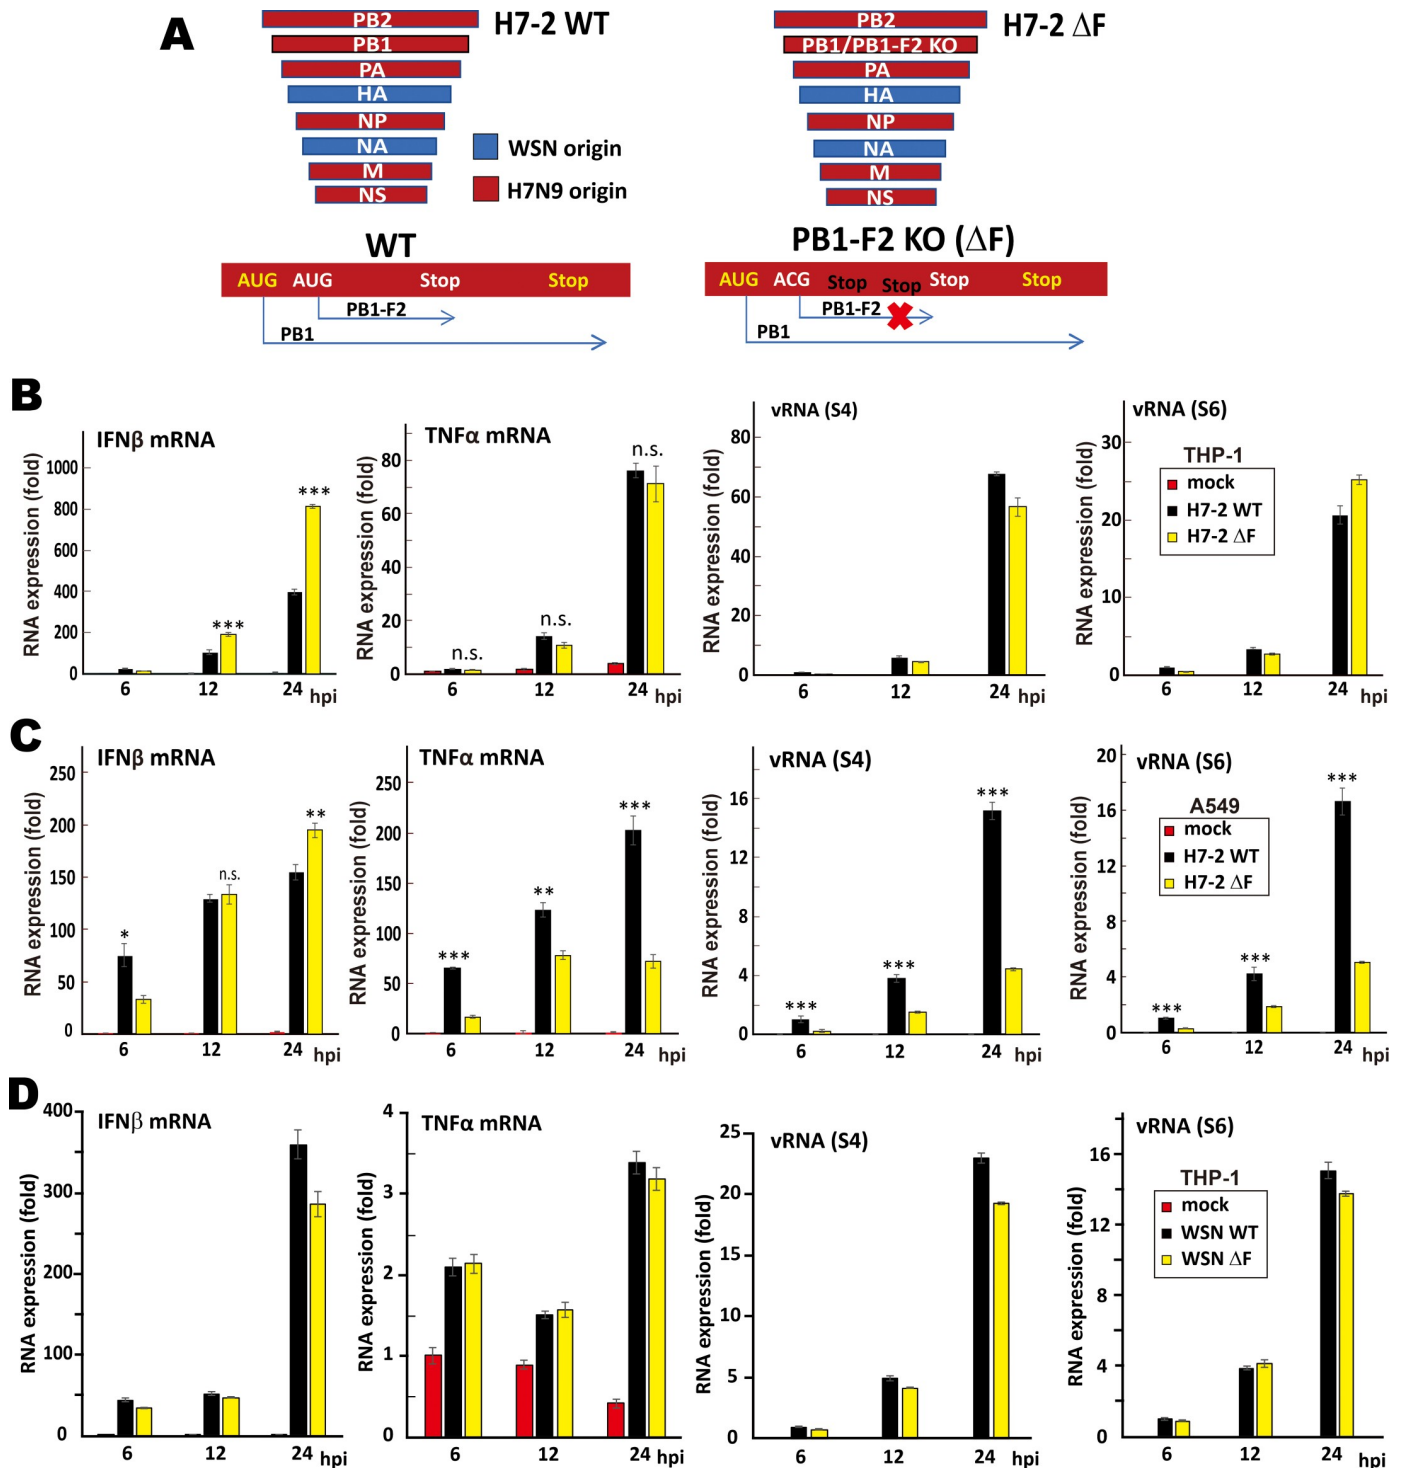 A
PB2
H7-2 WT
PB1
PA
HA
NP
NA
M
NS
WSN origin
H7N9 origin
PB2
H7-2 ΔF
PB1/PB1-F2 KO
PA
HA
NP
NA
M
NS
WT
AUG AUG Stop Stop
PB1-F2
PB1
PB1-F2 KO (ΔF)
AUG ACG Stop Stop Stop Stop
PB1-F2
PB1
B
IFNβ mRNA
RNA expression (fold)
1000
800
600
400
200
0
***
***
6 12 24 hpi
TNFα mRNA
RNA expression (fold)
80
60
40
20
0
n.s.
n.s.
n.s.
6 12 24 hpi
vRNA (S4)
RNA expression (fold)
80
60
40
20
0
6 12 24 hpi
vRNA (S6)
RNA expression (fold)
30
20
10
0
THP-1
mock
H7-2 WT
H7-2 ΔF
6 12 24 hpi
C
IFNβ mRNA
RNA expression (fold)
250
200
150
100
50
0
*
n.s.
**
6 12 24 hpi
TNFα mRNA
RNA expression (fold)
250
200
150
100
50
0
***
**
***
6 12 24 hpi
vRNA (S4)
RNA expression (fold)
16
12
8
4
0
***
***
***
6 12 24 hpi
vRNA (S6)
RNA expression (fold)
20
16
12
8
4
0
***
***
***
A549
mock
H7-2 WT
H7-2 ΔF
6 12 24 hpi
D
IFNβ mRNA
RNA expression (fold)
400
300
200
100
0
6 12 24 hpi
TNFα mRNA
RNA expression (fold)
4
3
2
1
0
6 12 24 hpi
vRNA (S4)
RNA expression (fold)
25
20
15
10
5
0
6 12 24 hpi
vRNA (S6)
RNA expression (fold)
16
12
8
4
0
THP-1
mock
WSN WT
WSN ΔF
6 12 24 hpi